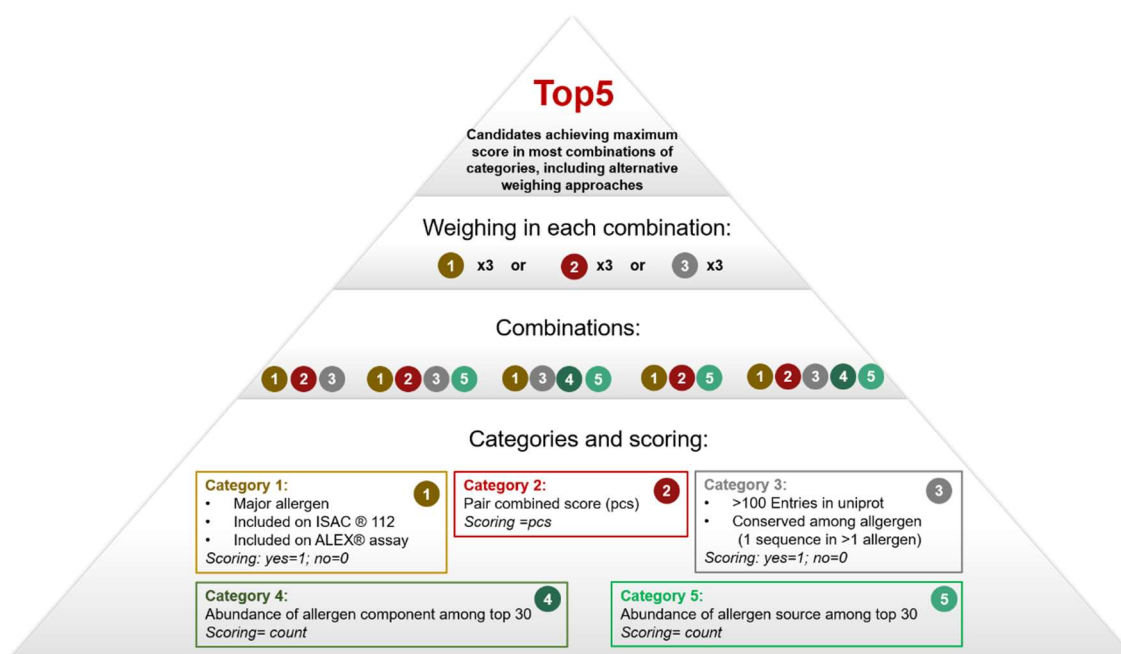 Top5
Candidates achieving maximum
score in most combinations of
categories, including alternative
weighing approaches
Weighing in each combination:
1 x3 or 2 x3 or 3 x3
Combinations:
1 2 3 1 2 3 5 1 3 4 5 1 2 5 1 2 3 4 5
Categories and scoring:
Category 1: 1
• Major allergen
• Included on ISAC ® 112
• Included on ALEX® assay
Scoring: yes=1; no=0
Category 2: 2
Pair combined score (pcs)
Scoring =pcs
Category 3: 3
• >100 Entries in uniprot
• Conserved among allgergen
(1 sequence in >1 allergen)
Scoring: yes=1; no=0
Category 4: 4
Abundance of allergen component among top 30
Scoring= count
Category 5: 5
Abundance of allergen source among top 30
Scoring= count